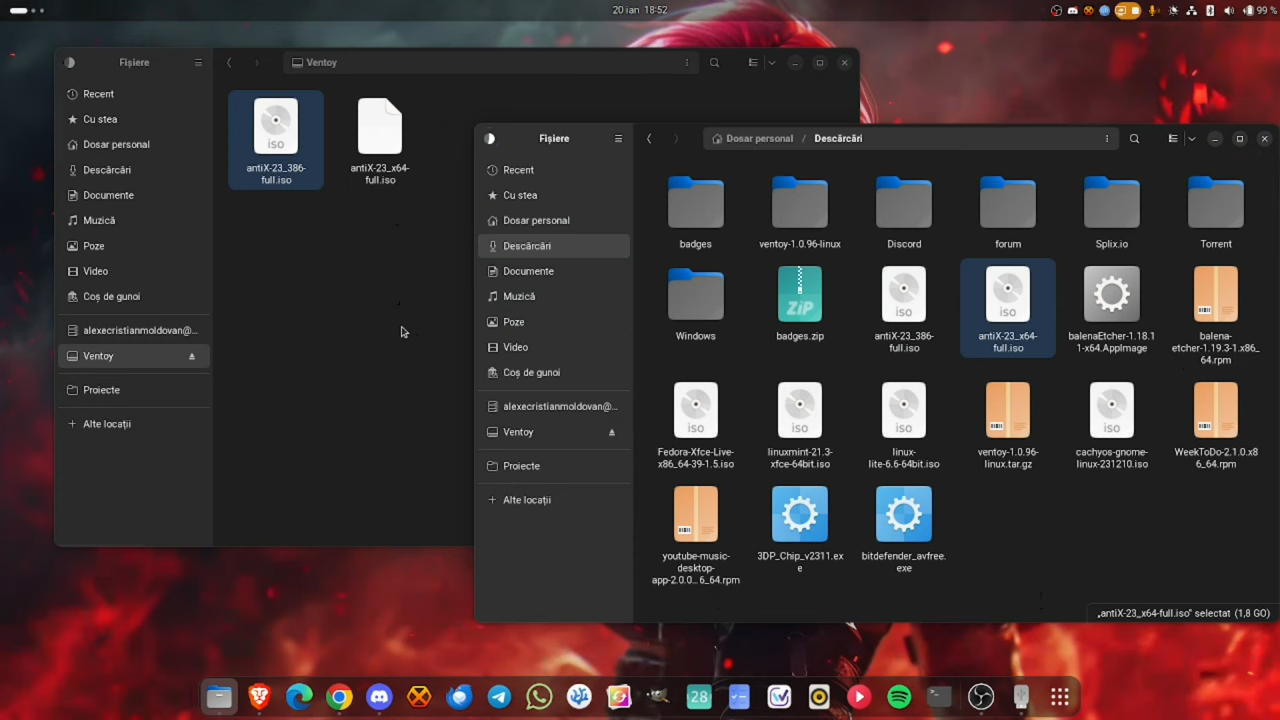 20 ian 18:52
99 %
Fișiere
Ventoy
Recent
Cu stea
Dosar personal
Descărcări
Documente
Muzică
Poze
Video
Coș de gunoi
alexecristianmoldovan@...
Ventoy
Proiecte
Alte locații
iso
antiX-23_386-
full.iso
antiX-23_x64-
full.iso
Fișiere
Dosar personal / Descărcări
Recent
Cu stea
Dosar personal
Descărcări
Documente
Muzică
Poze
Video
Coș de gunoi
alexecristianmoldovan@...
Ventoy
Proiecte
Alte locații
badges
ventoy-1.0.96-linux
Discord
forum
Splix.io
Torrent
Windows
ZIP
badges.zip
iso
antiX-23_386-
full.iso
iso
antiX-23_x64-
full.iso
balenaEtcher-1.18.1
1-x64.AppImage
balena-
etcher-1.19.3-1.x86_
64.rpm
iso
Fedora-Xfce-Live-
x86_64-39-1.5.iso
iso
linuxmint-21.3-
xfce-64bit.iso
iso
linux-
lite-6.6-64bit.iso
ventoy-1.0.96-
linux.tar.gz
iso
cachyos-gnome-
linux-231210.iso
WeekToDo-2.1.0.x8
6_64.rpm
youtube-music-
desktop-
app-2.0.0...6_64.rpm
3DP_Chip_v2311.ex
e
bitdefender_avfree.
exe
„antiX-23_x64-full.iso” selectat (1,8 GO)
28